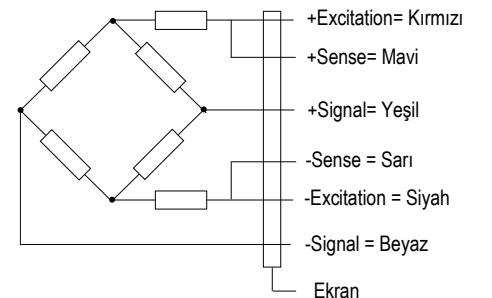 +Excitation= Kırmızı
+Sense= Mavi
+Signal= Yeşil
-Sense = Sarı
-Excitation = Siyah
-Signal = Beyaz
Ekran